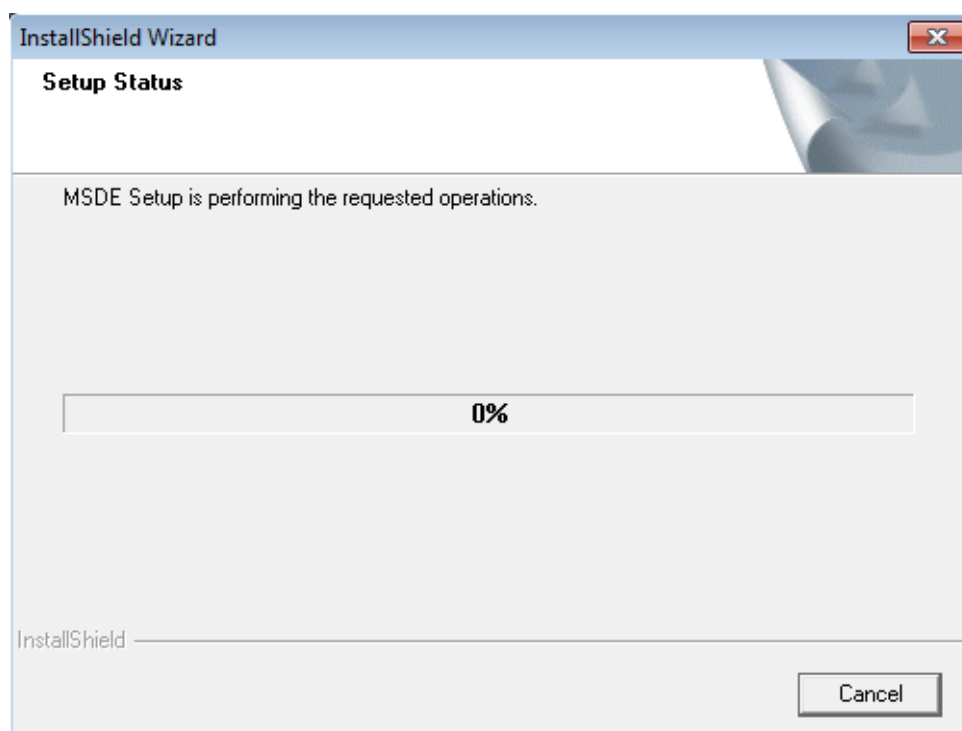 InstallShield Wizard
Setup Status
MSDE Setup is performing the requested operations.
0%
InstallShield
Cancel